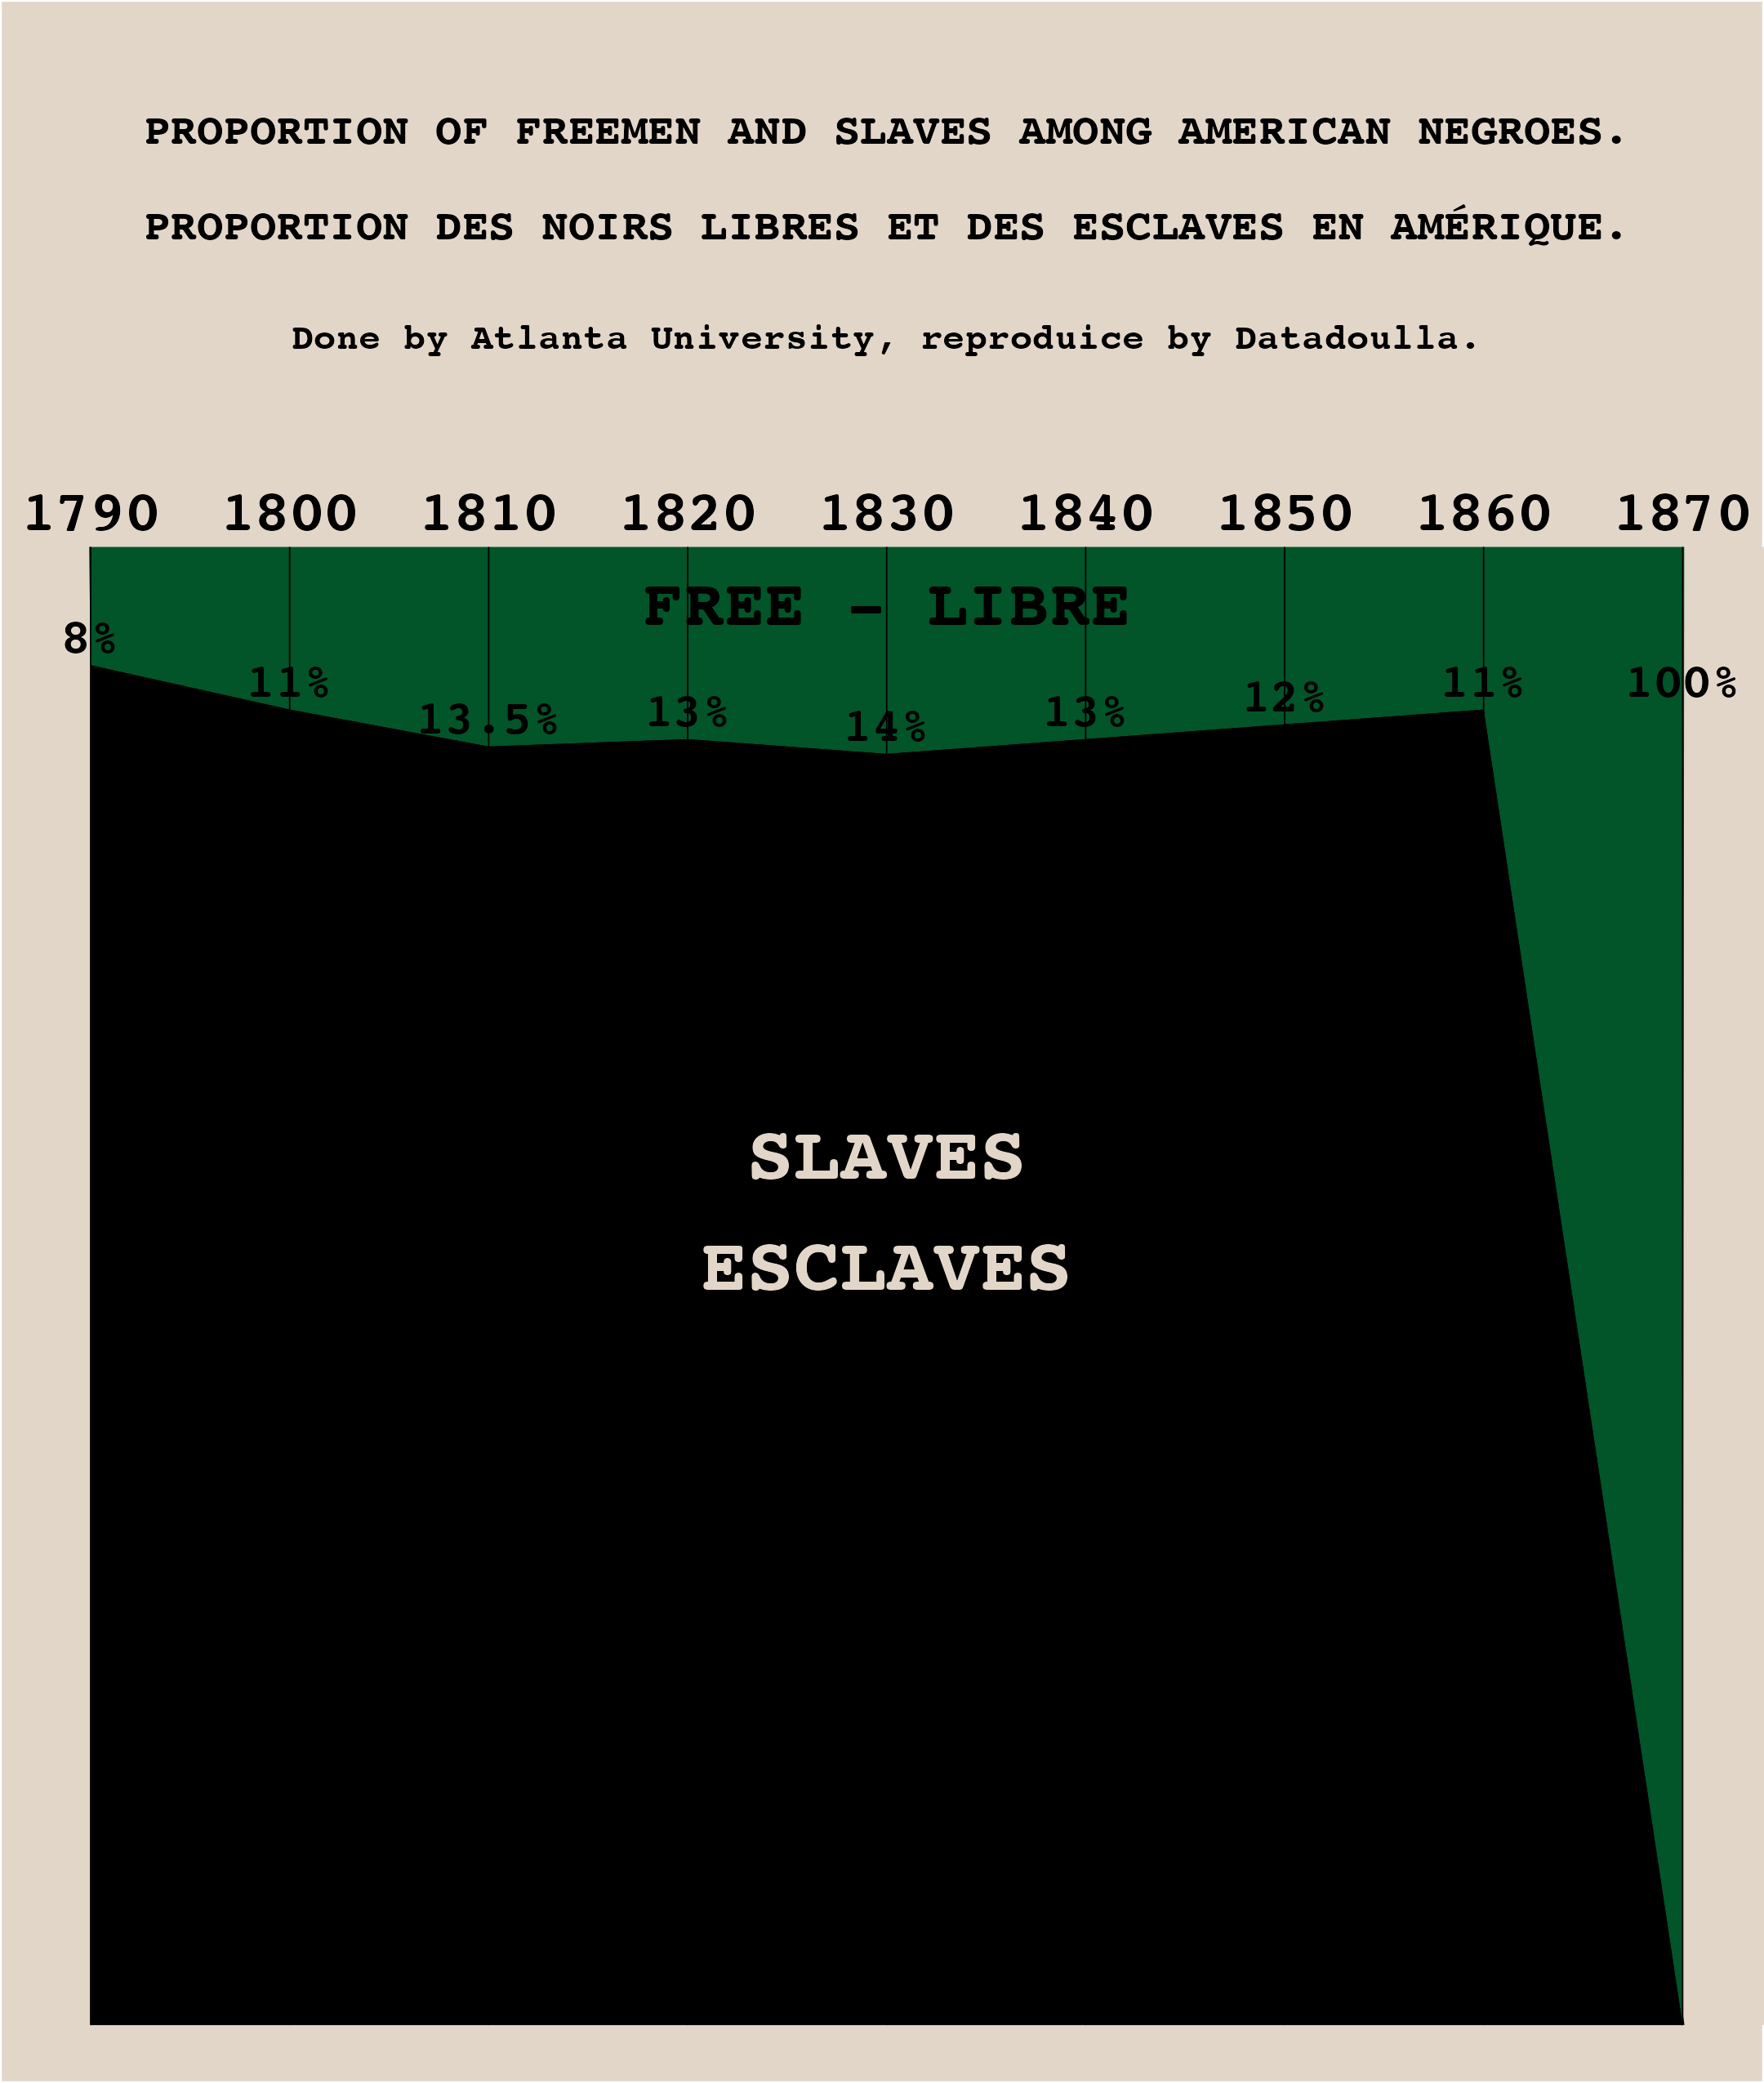 PROPORTION OF FREEMEN AND SLAVES AMONG AMERICAN NEGROES.
PROPORTION DES NOIRS LIBRES ET DES ESCLAVES EN AMÉRIQUE.
Done by Atlanta University, reproduice by Datadoulla.
1790 1800 1810 1820 1830 1840 1850 1860 1870
FREE – LIBRE
8% 11% 13.5% 13% 14% 13% 12% 11% 100%
SLAVES
ESCLAVES